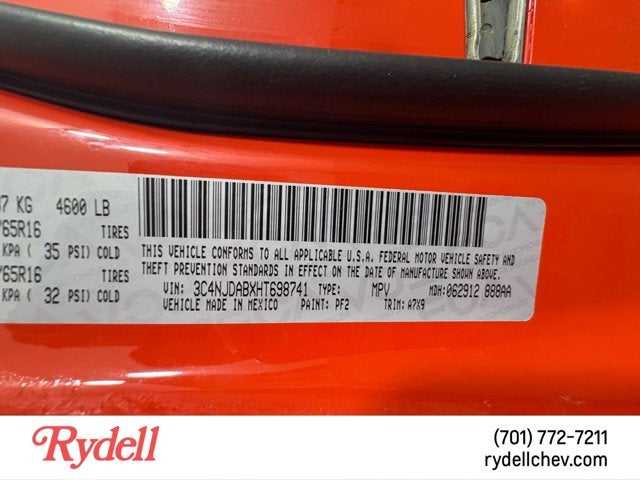 7 KG 4600 LB
65R16 TIRES
KPA ( 35 PSI) COLD
65R16 TIRES
KPA ( 32 PSI) COLD
THIS VEHICLE CONFORMS TO ALL APPLICABLE U.S.A. FEDERAL MOTOR VEHICLE SAFETY AND
THEFT PREVENTION STANDARDS IN EFFECT ON THE DATE OF MANUFACTURE SHOWN ABOVE.
VIN: 3C4NJDABXHT698741 TYPE: MPV MDH:062912 888AA
VEHICLE MADE IN MEXICO PAINT: PF2 TRIM: A7X9
Rydell
(701) 772-7211
rydellchev.com